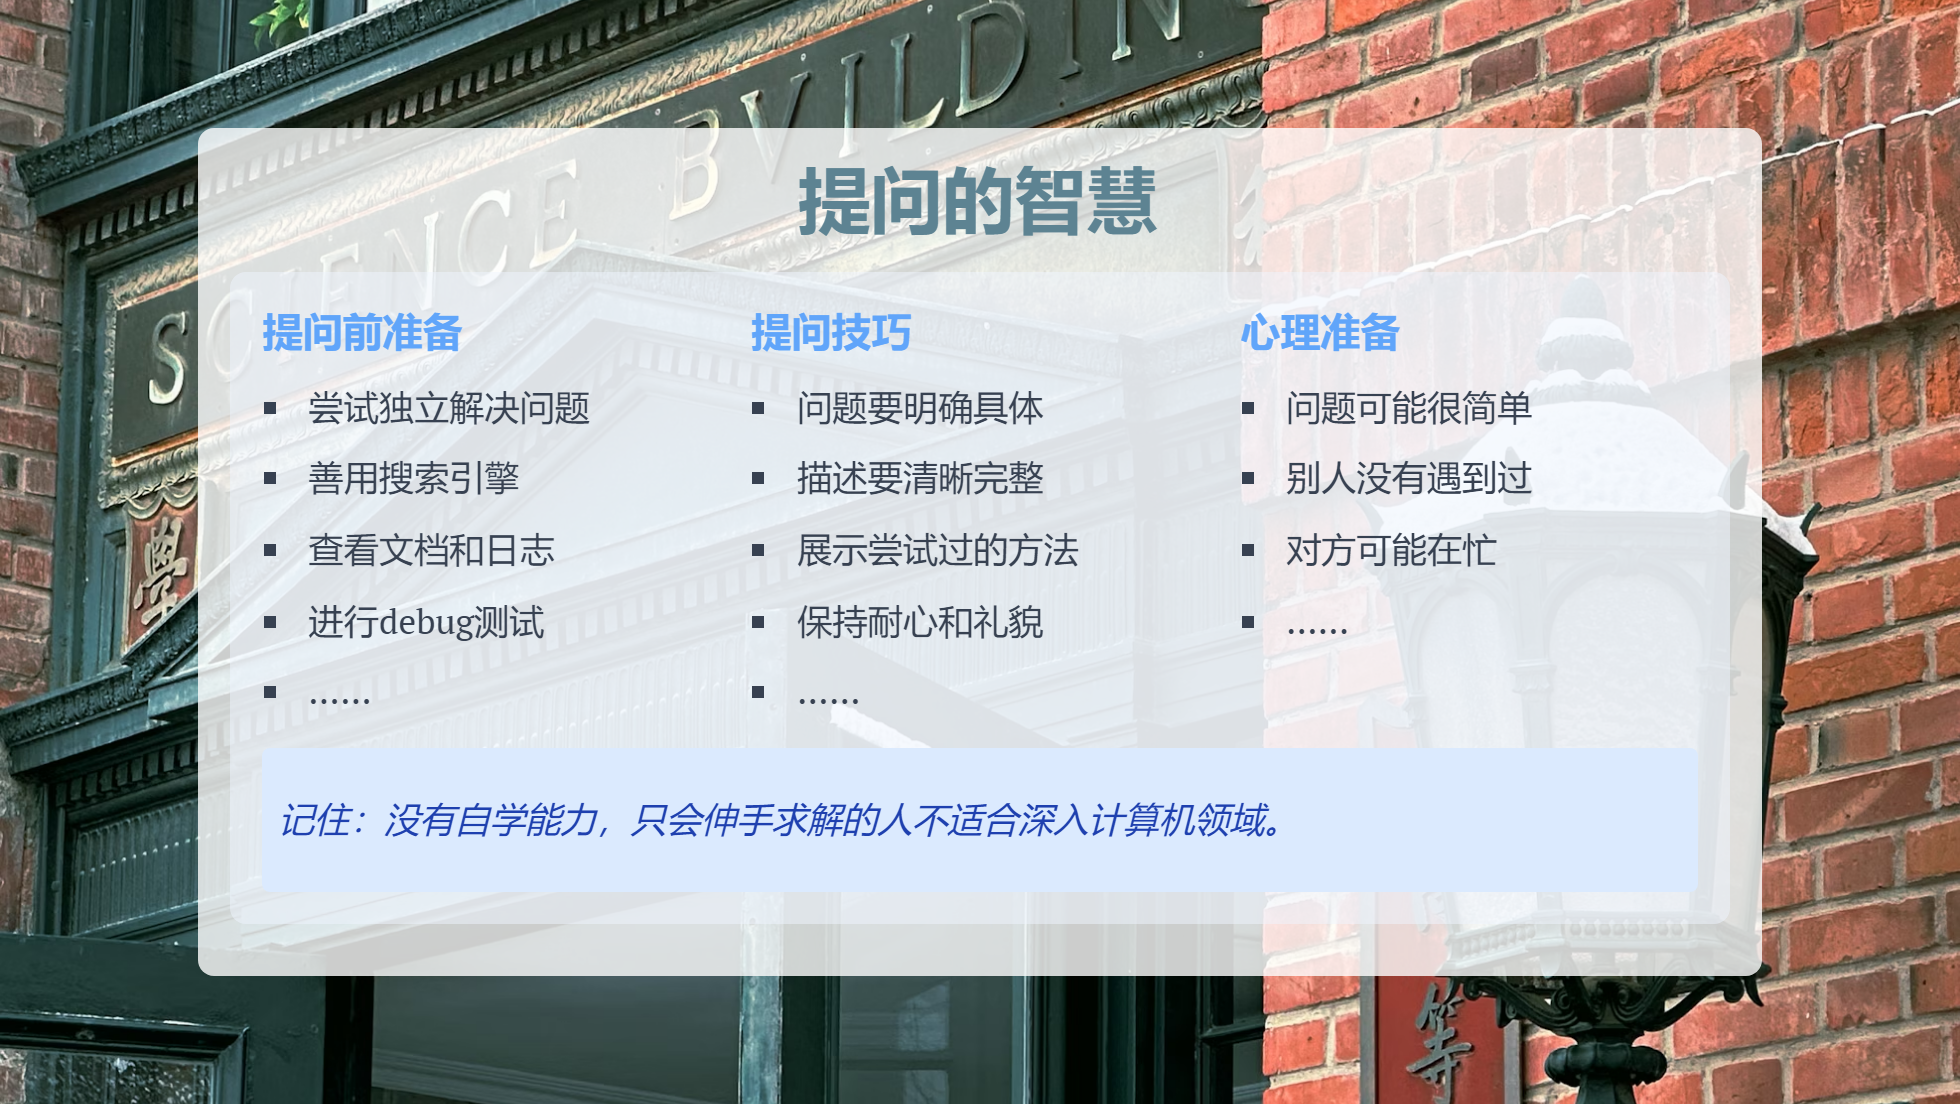 SCIENCE BVILDIN
提问的智慧
提问前准备
尝试独立解决问题
善用搜索引擎
查看文档和日志
进行debug测试
……
提问技巧
问题要明确具体
描述要清晰完整
展示尝试过的方法
保持耐心和礼貌
……
心理准备
问题可能很简单
别人没有遇到过
对方可能在忙
……
记住：没有自学能力，只会伸手求解的人不适合深入计算机领域。
學
等